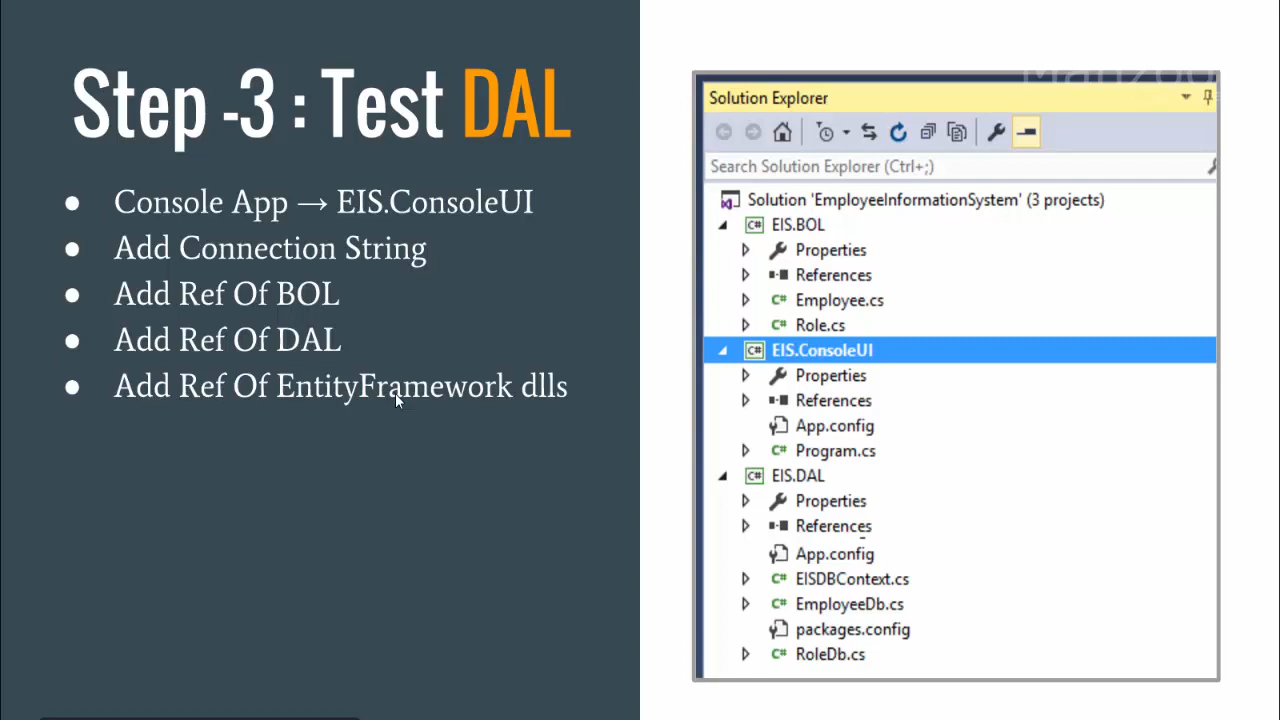 Step -3 : Test DAL
● Console App → EIS.ConsoleUI
● Add Connection String
● Add Ref Of BOL
● Add Ref Of DAL
● Add Ref Of EntityFramework dlls
Solution Explorer
Search Solution Explorer (Ctrl+;)
Solution 'EmployeeInformationSystem' (3 projects)
C# EIS.BOL
Properties
References
C# Employee.cs
C# Role.cs
C# EIS.ConsoleUI
Properties
References
App.config
C# Program.cs
C# EIS.DAL
Properties
References
App.config
C# EISDBContext.cs
C# EmployeeDb.cs
packages.config
C# RoleDb.cs